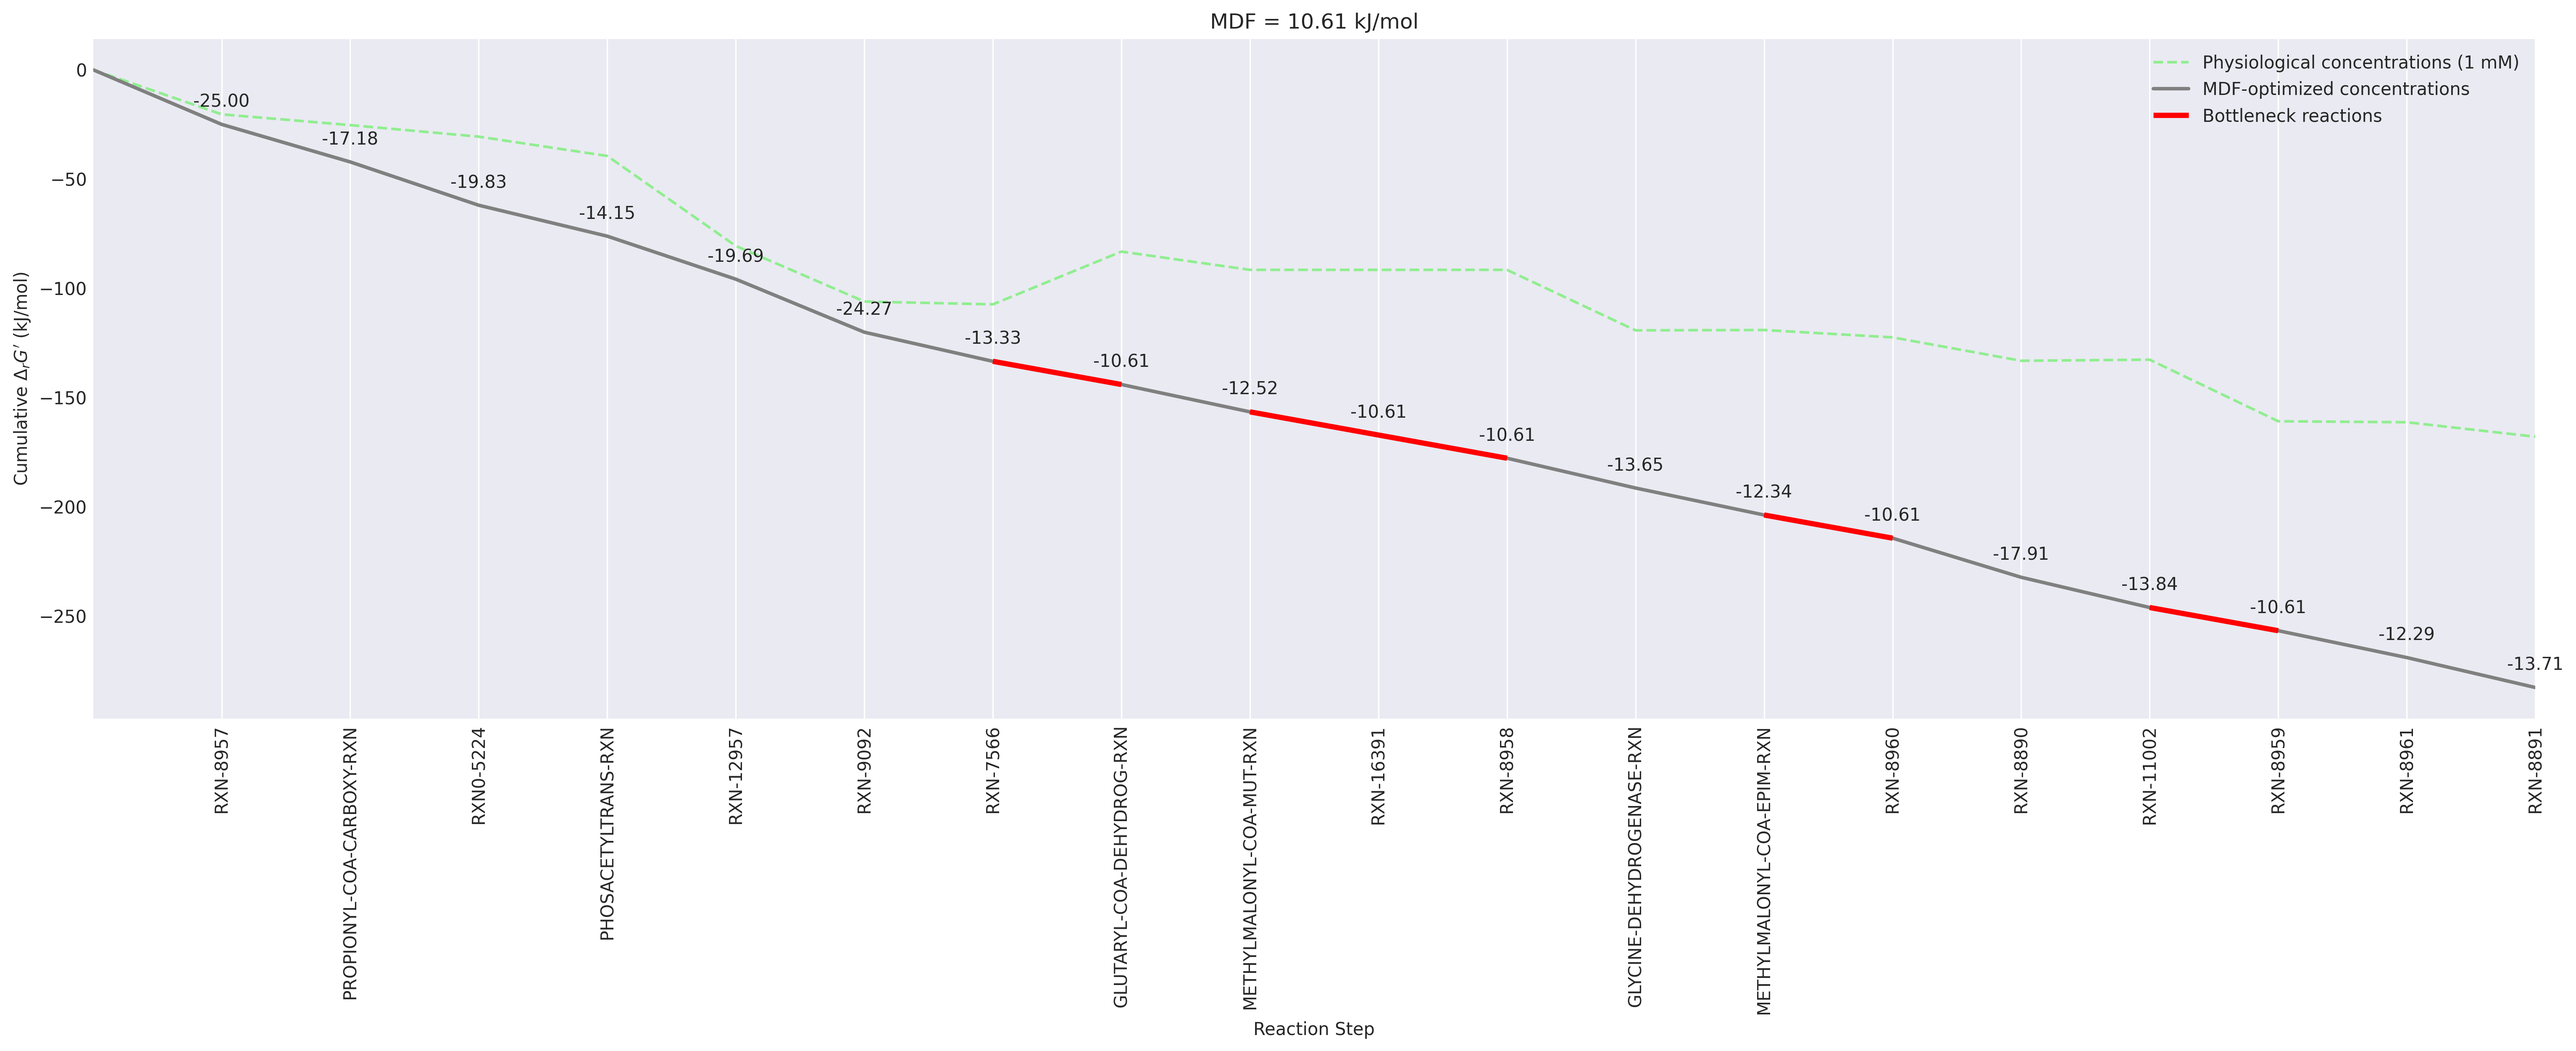 MDF = 10.61 kJ/mol
Physiological concentrations (1 mM)
MDF-optimized concentrations
Bottleneck reactions
Cumulative ΔrG′ (kJ/mol)
0
−50
−100
−150
−200
−250
-25.00
-17.18
-19.83
-14.15
-19.69
-24.27
-13.33
-10.61
-12.52
-10.61
-10.61
-13.65
-12.34
-10.61
-17.91
-13.84
-10.61
-12.29
-13.71
RXN-8957
PROPIONYL-COA-CARBOXY-RXN
RXN0-5224
PHOSACETYLTRANS-RXN
RXN-12957
RXN-9092
RXN-7566
GLUTARYL-COA-DEHYDROG-RXN
METHYLMALONYL-COA-MUT-RXN
RXN-16391
RXN-8958
GLYCINE-DEHYDROGENASE-RXN
METHYLMALONYL-COA-EPIM-RXN
RXN-8960
RXN-8890
RXN-11002
RXN-8959
RXN-8961
RXN-8891
Reaction Step